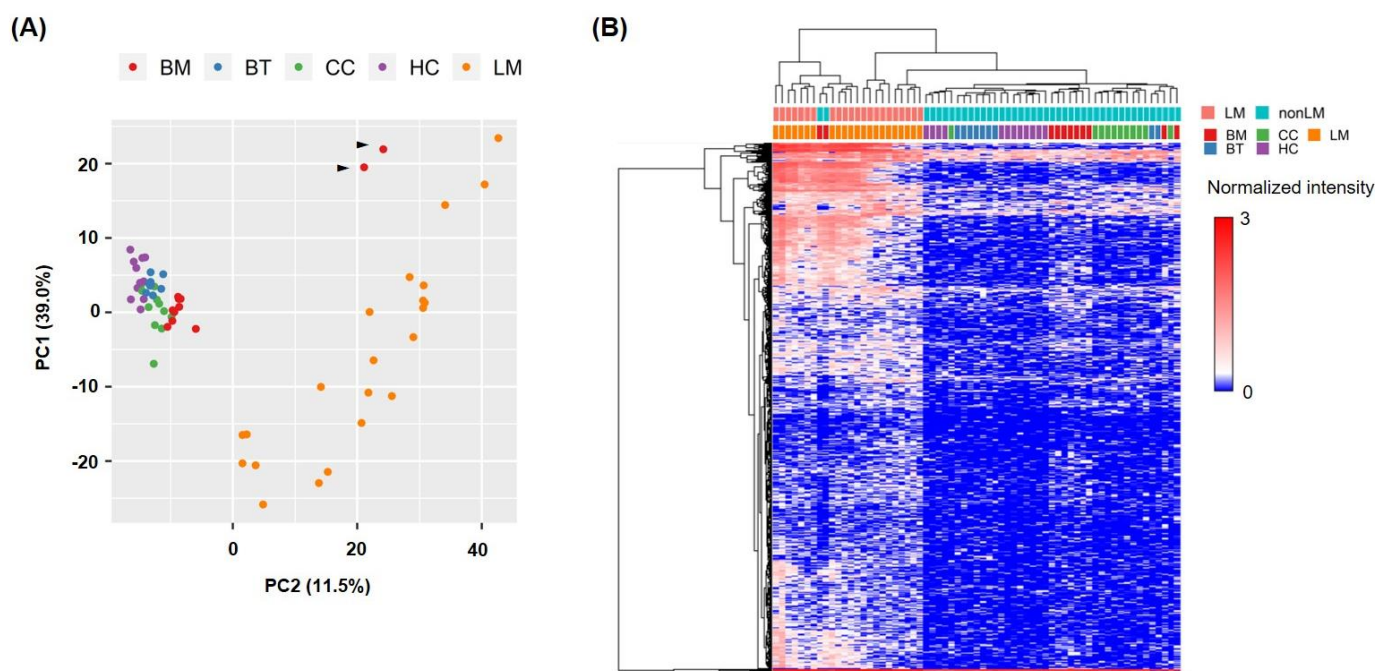 (A)
BM BT CC HC LM
20
10
0
-10
-20
0 20 40
PC1 (39.0%)
PC2 (11.5%)
(B)
LM nonLM
BM CC LM
BT HC
Normalized intensity
3
0